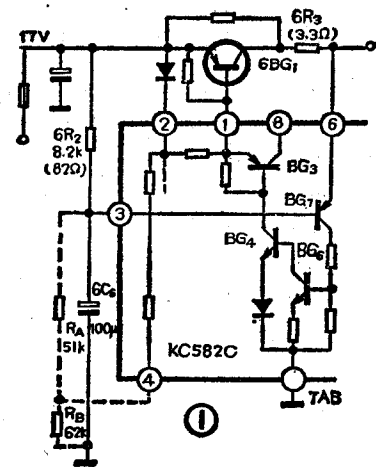 17V
6R₃
(3.3Ω)
6BG₁
2
1
8
6
6R₂
8.2k
(82Ω)
BG₃
BG₇
3
BG₄
BG₆
6C₆
100μ
RA
51k
KC582C
4
TAB
RB
62k
1